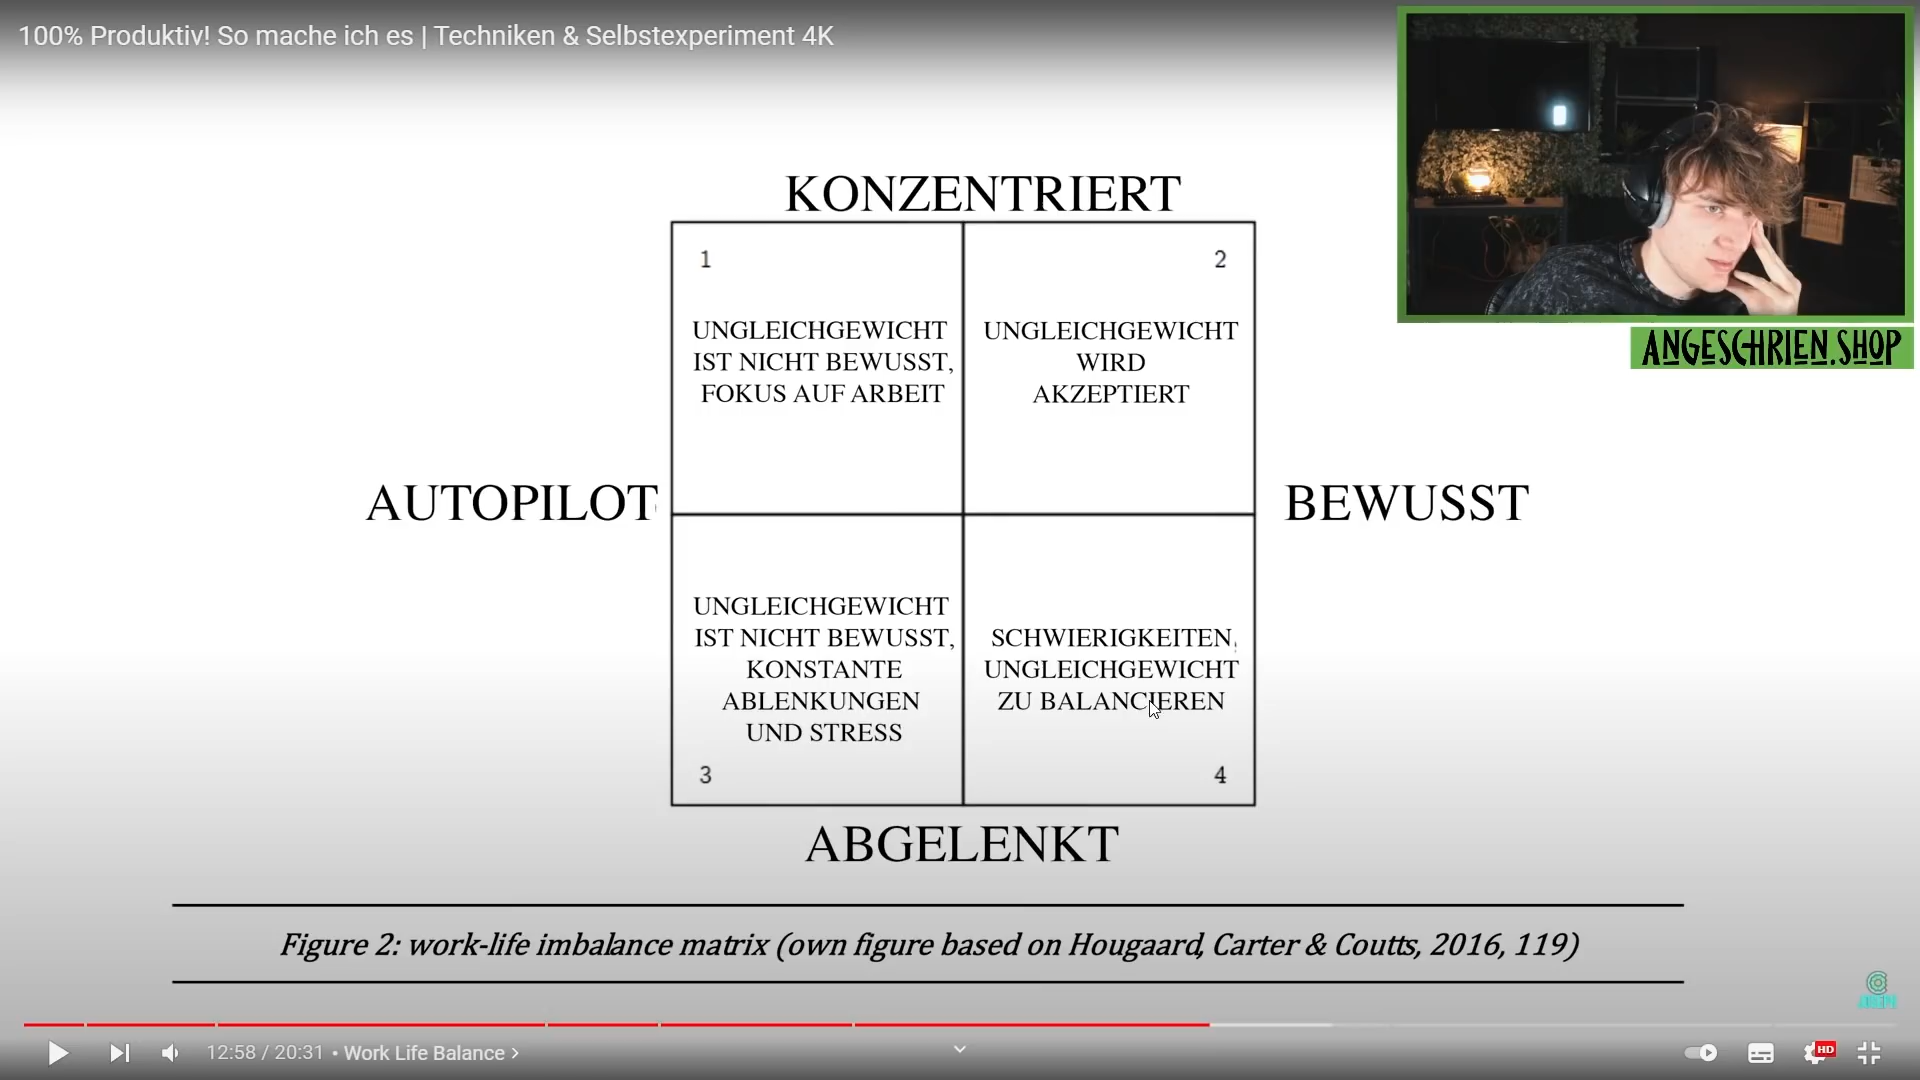 100% Produktiv! So mache ich es | Techniken & Selbstexperiment 4K
ANGESCHRIEN.SHOP
KONZENTRIERT
1
UNGLEICHGEWICHT
IST NICHT BEWUSST,
FOKUS AUF ARBEIT
2
UNGLEICHGEWICHT
WIRD
AKZEPTIERT
AUTOPILOT
BEWUSST
UNGLEICHGEWICHT
IST NICHT BEWUSST,
KONSTANTE
ABLENKUNGEN
UND STRESS
3
SCHWIERIGKEITEN,
UNGLEICHGEWICHT
ZU BALANCIEREN
4
ABGELENKT
Figure 2: work-life imbalance matrix (own figure based on Hougaard, Carter & Coutts, 2016, 119)
12:58 / 20:31 • Work Life Balance
HD